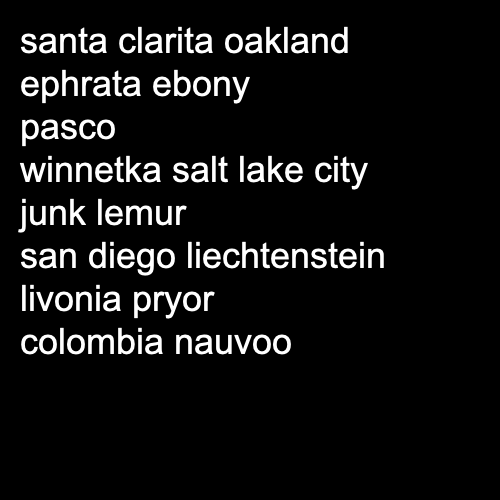 santa clarita oakland
ephrata ebony
pasco
winnetka salt lake city
junk lemur
san diego liechtenstein
livonia pryor
colombia nauvoo